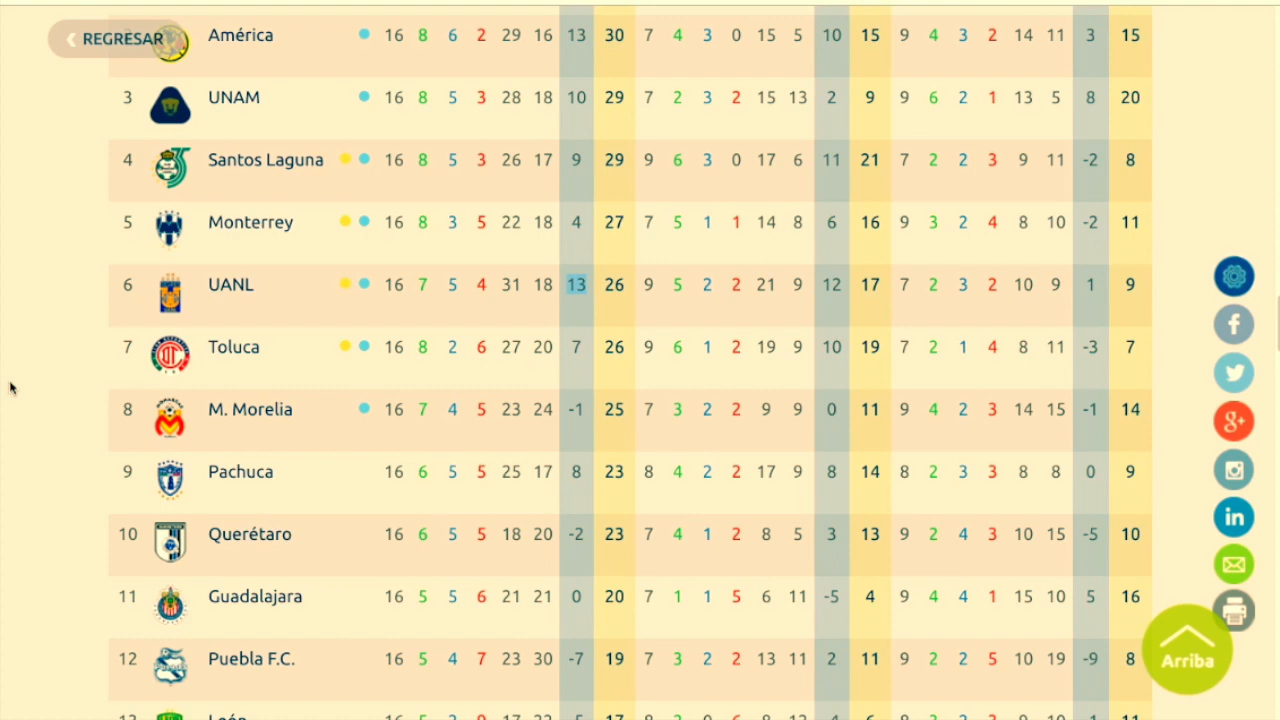 REGRESAR
América 16 8 6 2 29 16 13 30 7 4 3 0 15 5 10 15 9 4 3 2 14 11 3 15
3 UNAM 16 8 5 3 28 18 10 29 7 2 3 2 15 13 2 9 9 6 2 1 13 5 8 20
4 Santos Laguna 16 8 5 3 26 17 9 29 9 6 3 0 17 6 11 21 7 2 2 3 9 11 -2 8
5 Monterrey 16 8 3 5 22 18 4 27 7 5 1 1 14 8 6 16 9 3 2 4 8 10 -2 11
6 UANL 16 7 5 4 31 18 13 26 9 5 2 2 21 9 12 17 7 2 3 2 10 9 1 9
7 Toluca 16 8 2 6 27 20 7 26 9 6 1 2 19 9 10 19 7 2 1 4 8 11 -3 7
8 M. Morelia 16 7 4 5 23 24 -1 25 7 3 2 2 9 9 0 11 9 4 2 3 14 15 -1 14
9 Pachuca 16 6 5 5 25 17 8 23 8 4 2 2 17 9 8 14 8 2 3 3 8 8 0 9
10 Querétaro 16 6 5 5 18 20 -2 23 7 4 1 2 8 5 3 13 9 2 4 3 10 15 -5 10
11 Guadalajara 16 5 5 6 21 21 0 20 7 1 1 5 6 11 -5 4 9 4 4 1 15 10 5 16
12 Puebla F.C. 16 5 4 7 23 30 -7 19 7 3 2 2 13 11 2 11 9 2 2 5 10 19 -9 8
Arriba